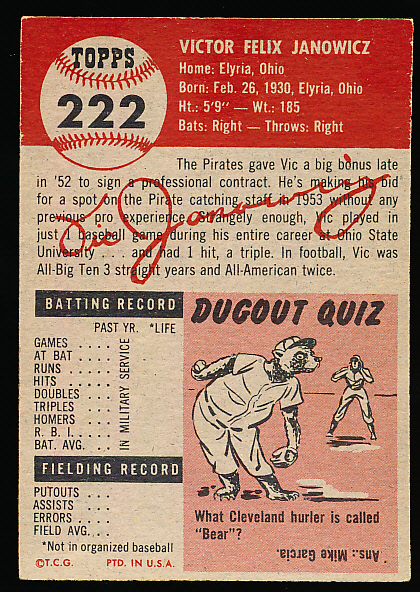 TOPPS
222
VICTOR FELIX JANOWICZ
Home: Elyria, Ohio
Born: Feb. 26, 1930, Elyria, Ohio
Ht.: 5'9" — Wt.: 185
Bats: Right — Throws: Right
The Pirates gave Vic a big bonus late
in '52 to sign a professional contract. He's making his bid
for a spot on the Pirate catching staff in 1953 without any
previous pro experience. Strangely enough, Vic played in
just 1 baseball game during his entire career at Ohio State
University . . . and had 1 hit, a triple. In football, Vic was
All-Big Ten 3 straight years and All-American twice.
Vic Janowicz
BATTING RECORD
PAST YR. *LIFE
GAMES . . . .
AT BAT . . . .
RUNS . . . .
HITS . . . .
DOUBLES . . . .
TRIPLES . . . .
HOMERS . . . .
R. B. I. . . . .
BAT. AVG. . . .
IN MILITARY SERVICE
FIELDING RECORD
PUTOUTS . . . .
ASSISTS . . . .
ERRORS . . . .
FIELD AVG. . . .
*Not in organized baseball
©T.C.G. PTD. IN U.S.A.
DUGOUT QUIZ
What Cleveland hurler is called
"Bear"?
Ans.: Mike Garcia.